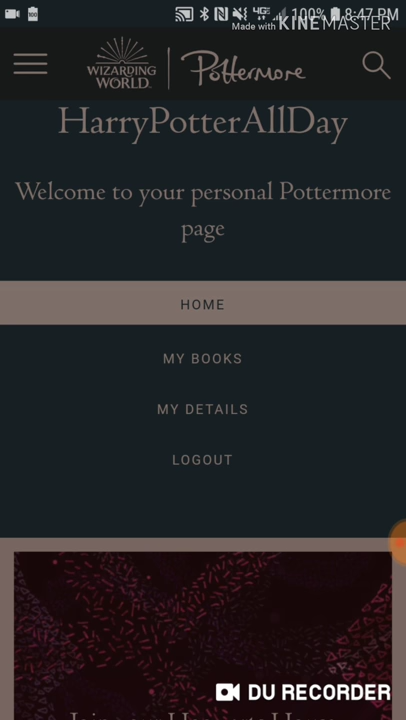 4G 100% 8:47 PM
Made with KINEMASTER
WIZARDING
WORLD
Pottermore
HarryPotterAllDay
Welcome to your personal Pottermore
page
HOME
MY BOOKS
MY DETAILS
LOGOUT
DU RECORDER